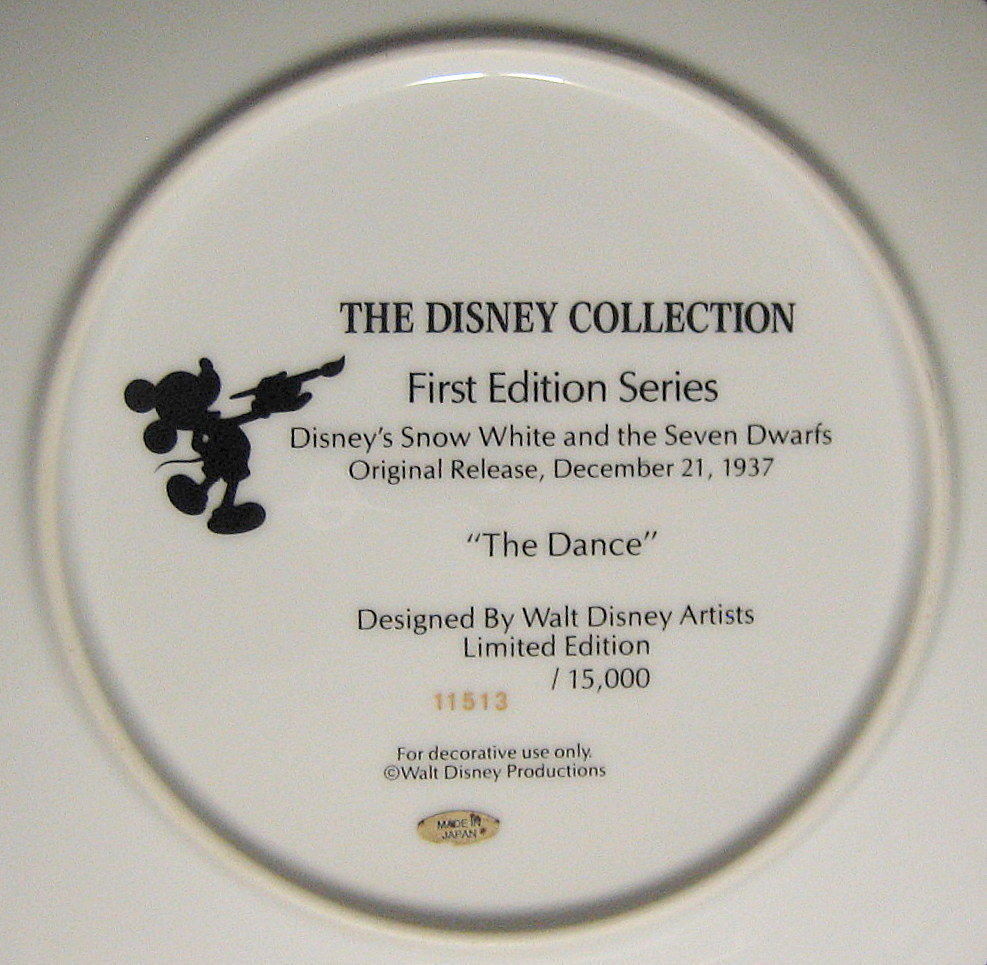 THE DISNEY COLLECTION
First Edition Series
Disney's Snow White and the Seven Dwarfs
Original Release, December 21, 1937
“The Dance”
Designed By Walt Disney Artists
Limited Edition
/ 15,000
11513
For decorative use only.
©Walt Disney Productions
MADE IN
JAPAN